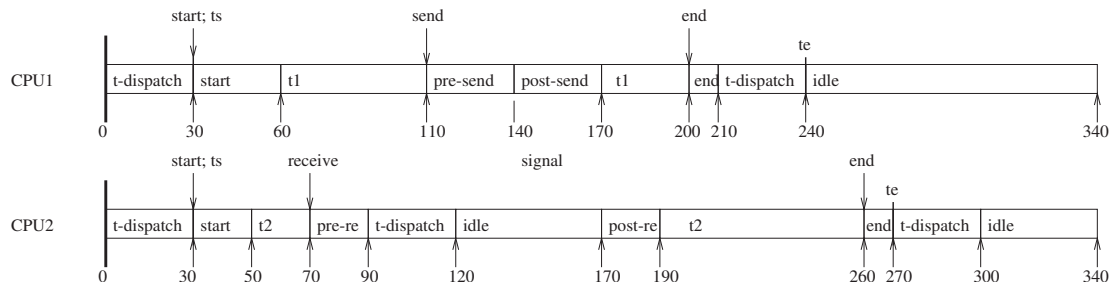 start; ts send end
te
CPU1 t-dispatch start t1 pre-send post-send t1 end t-dispatch idle
0 30 60 110 140 170 200 210 240 340
start; ts receive signal end
te
CPU2 t-dispatch start t2 pre-re t-dispatch idle post-re t2 end t-dispatch idle
0 30 50 70 90 120 170 190 260 270 300 340